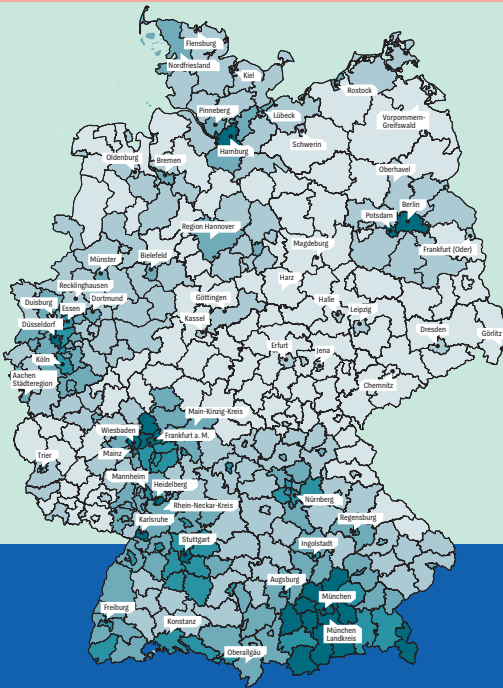 Flensburg
Nordfriesland
Kiel
Rostock
Pinneberg
Lübeck
Vorpommern-
Greifswald
Schwerin
Hamburg
Oldenburg
Bremen
Oberhavel
Berlin
Potsdam
Region Hannover
Magdeburg
Frankfurt (Oder)
Münster
Bielefeld
Recklinghausen
Harz
Duisburg
Dortmund
Göttingen
Halle
Essen
Leipzig
Düsseldorf
Kassel
Dresden
Görlitz
Erfurt
Jena
Köln
Aachen
Städteregion
Chemnitz
Main-Kinzig-Kreis
Wiesbaden
Frankfurt a. M.
Trier
Mainz
Mannheim
Heidelberg
Nürnberg
Rhein-Neckar-Kreis
Karlsruhe
Regensburg
Stuttgart
Ingolstadt
Augsburg
München
Freiburg
Konstanz
München
Landkreis
Oberallgäu